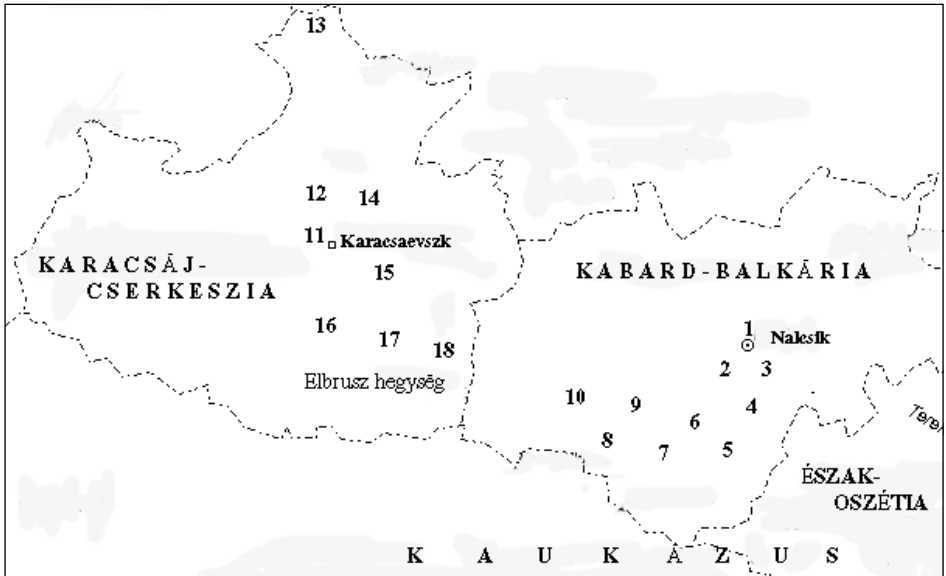 13
12
14
11
Karacsaevszk
KARACSÁJ-
CSERKESZIA
15
KABARD-BALKÁRIA
16
17
18
1
Nalcsik
2
3
Elbrusz hegység
10
9
4
6
8
7
5
Terek
ÉSZAK-
OSZÉTIA
KAUKÁZUS